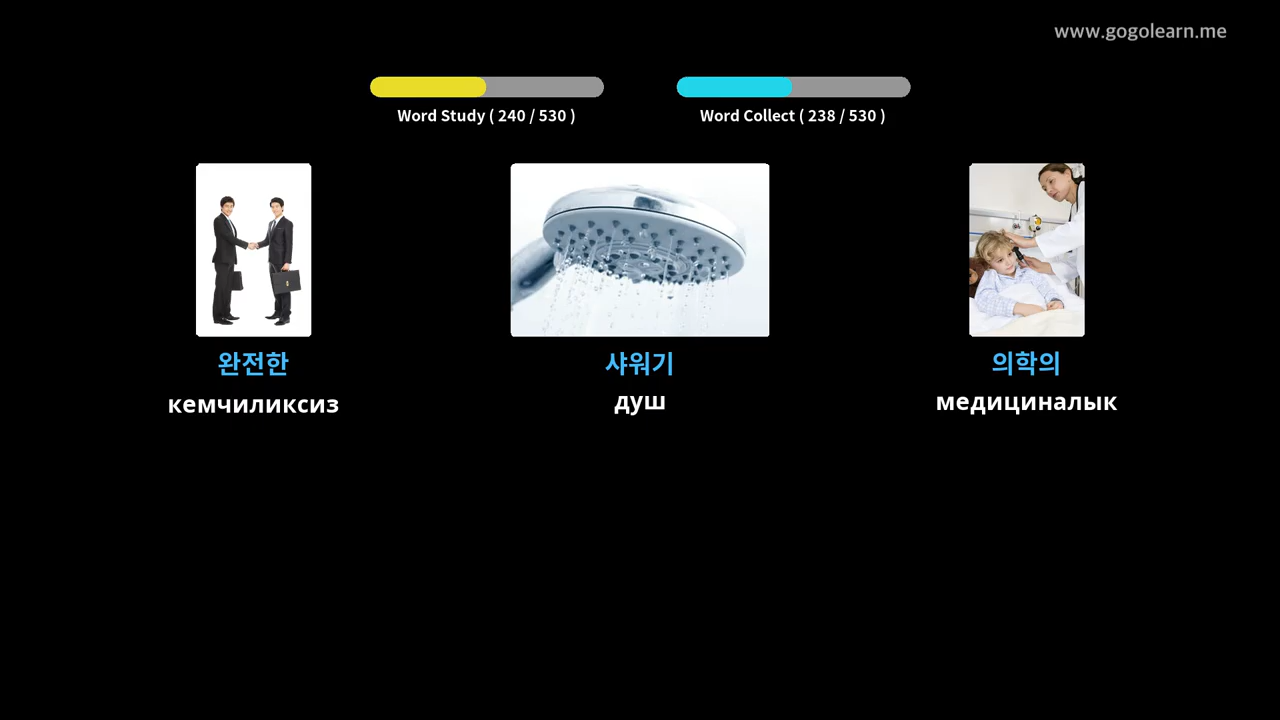 www.gogolearn.me
Word Study ( 240 / 530 )
Word Collect ( 238 / 530 )
완전한
샤워기
의학의
кемчиликсиз
душ
медициналык